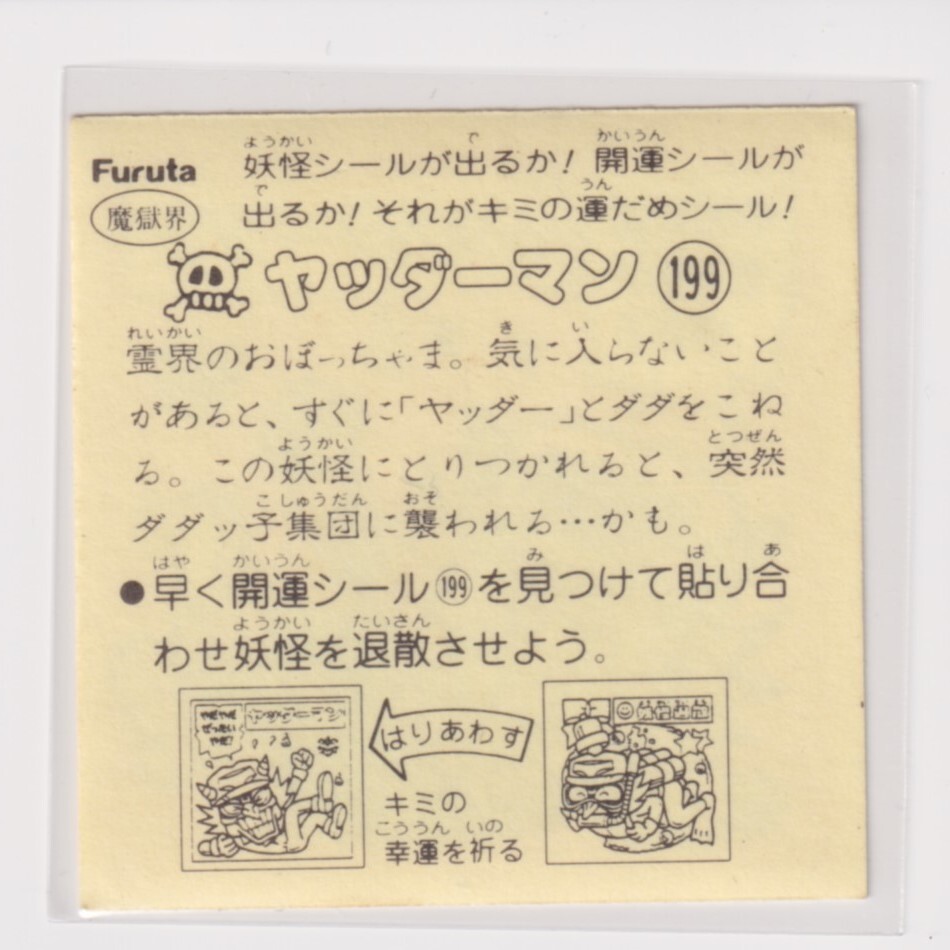 Furuta
魔獄界
妖怪シールが出るか! 開運シールが
出るか! それがキミの運だめシール!
ヤッダーマン 199
霊界のおぼっちゃま。気に入らないこと
があると、すぐに「ヤッダー」とダダをこね
る。この妖怪にとりつかれると、突然
ダダッ子集団に襲われる…かも。
●早く開運シール199を見つけて貼り合
わせ妖怪を退散させよう。
はりあわす
キミの
幸運を祈る